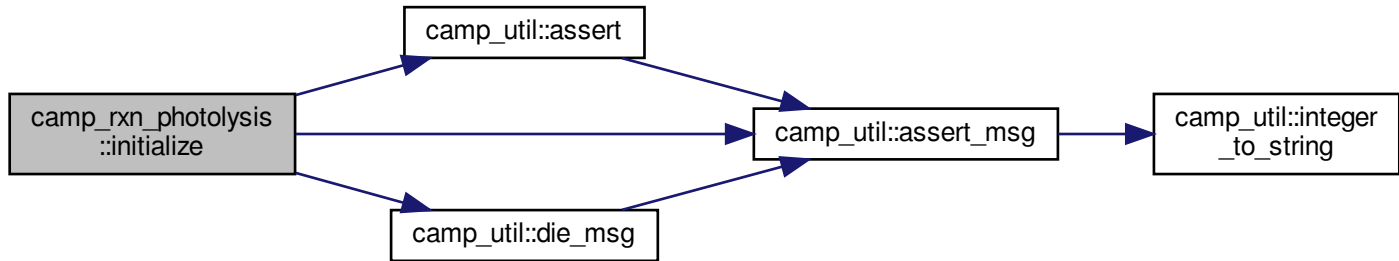 camp_rxn_photolysis
::initialize
camp_util::assert
camp_util::assert_msg
camp_util::die_msg
camp_util::integer
_to_string